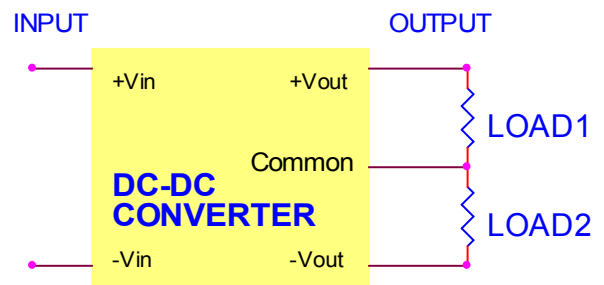 INPUT
OUTPUT
+Vin
+Vout
LOAD1
Common
DC-DC
CONVERTER
LOAD2
-Vin
-Vout